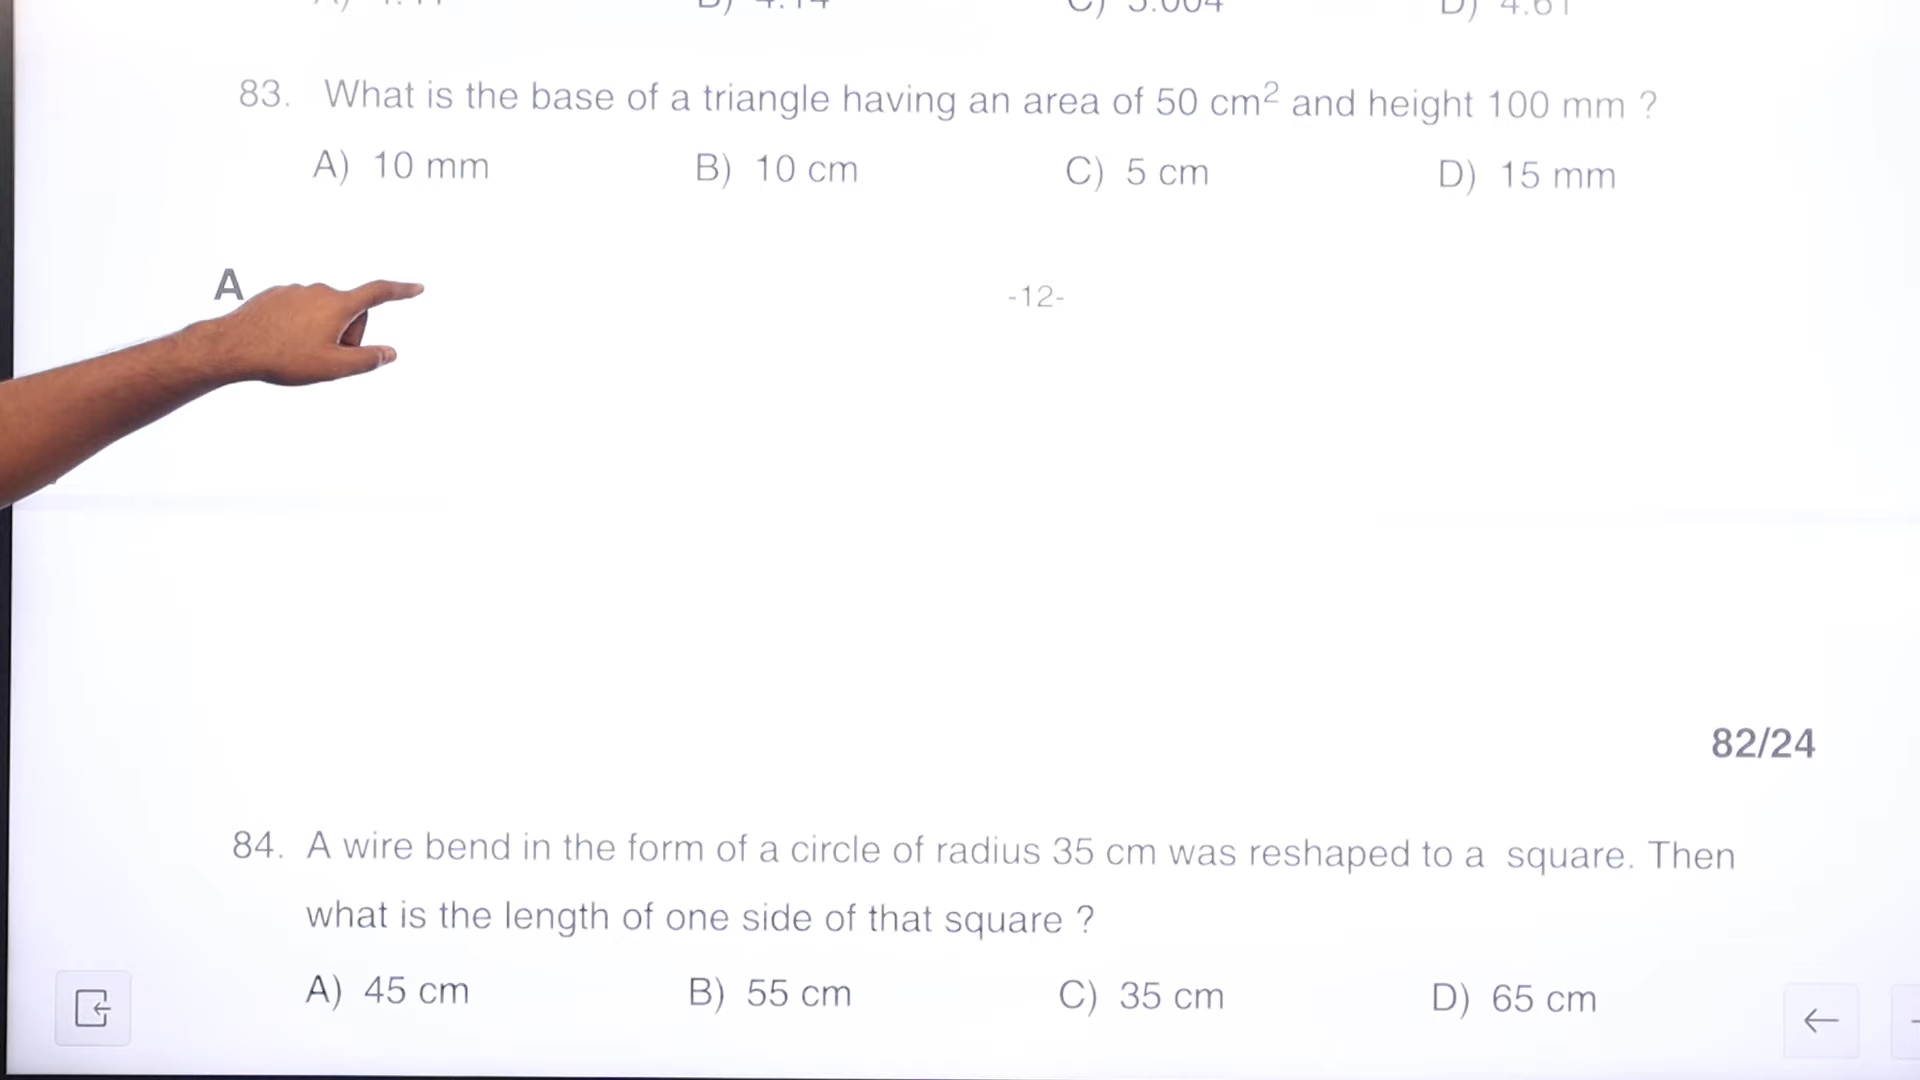 83. What is the base of a triangle having an area of 50 cm² and height 100 mm ?
A) 10 mm B) 10 cm C) 5 cm D) 15 mm
A -12-
82/24
84. A wire bend in the form of a circle of radius 35 cm was reshaped to a square. Then
what is the length of one side of that square ?
A) 45 cm B) 55 cm C) 35 cm D) 65 cm